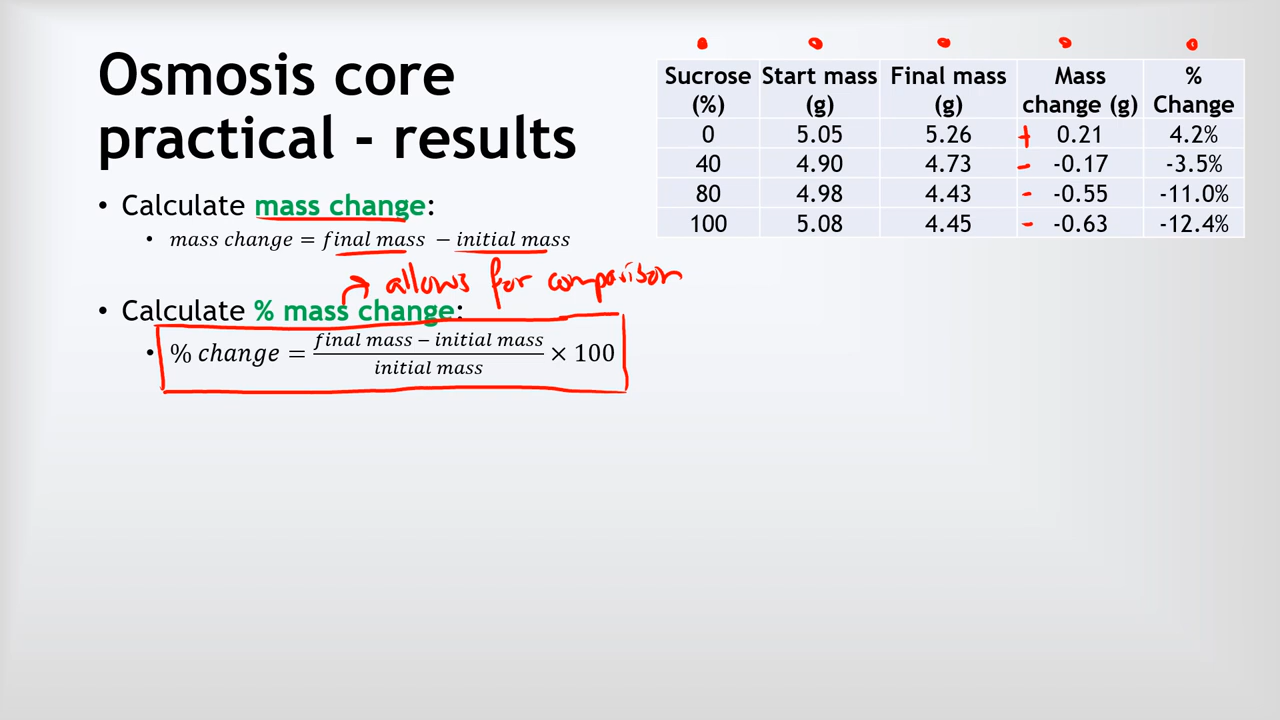 Osmosis core
practical - results
• Calculate mass change:
• mass change = final mass − initial mass
allows for comparison
• Calculate % mass change:
• % change = final mass − initial mass / initial mass × 100
Sucrose (%) Start mass (g) Final mass (g) Mass change (g) % Change
0 5.05 5.26 + 0.21 4.2%
40 4.90 4.73 - -0.17 -3.5%
80 4.98 4.43 - -0.55 -11.0%
100 5.08 4.45 - -0.63 -12.4%